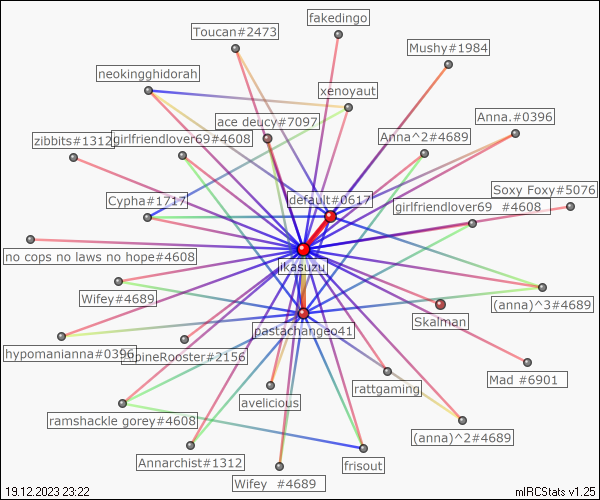 fakedingo
Toucan#2473
Mushy#1984
neokingghidorah
xenoyaut
Anna.#0396
ace deucy#7097
zibbits#1312
girlfriendlover69#4608
Anna^2#4689
Soxy Foxy#5076
Cypha#1717
default#0617
girlfriendlover69 #4608
no cops no laws no hope#4608
jikasuzu
Wifey#4689
(anna)^3#4689
Skalman
pastachangeo41
hypomanianna#0396
pineRooster#2156
Mad #6901
rattgaming
avelicious
ramshackle gorey#4608
(anna)^2#4689
Annarchist#1312
frisout
Wifey #4689
19.12.2023 23:22
mIRCStats v1.25